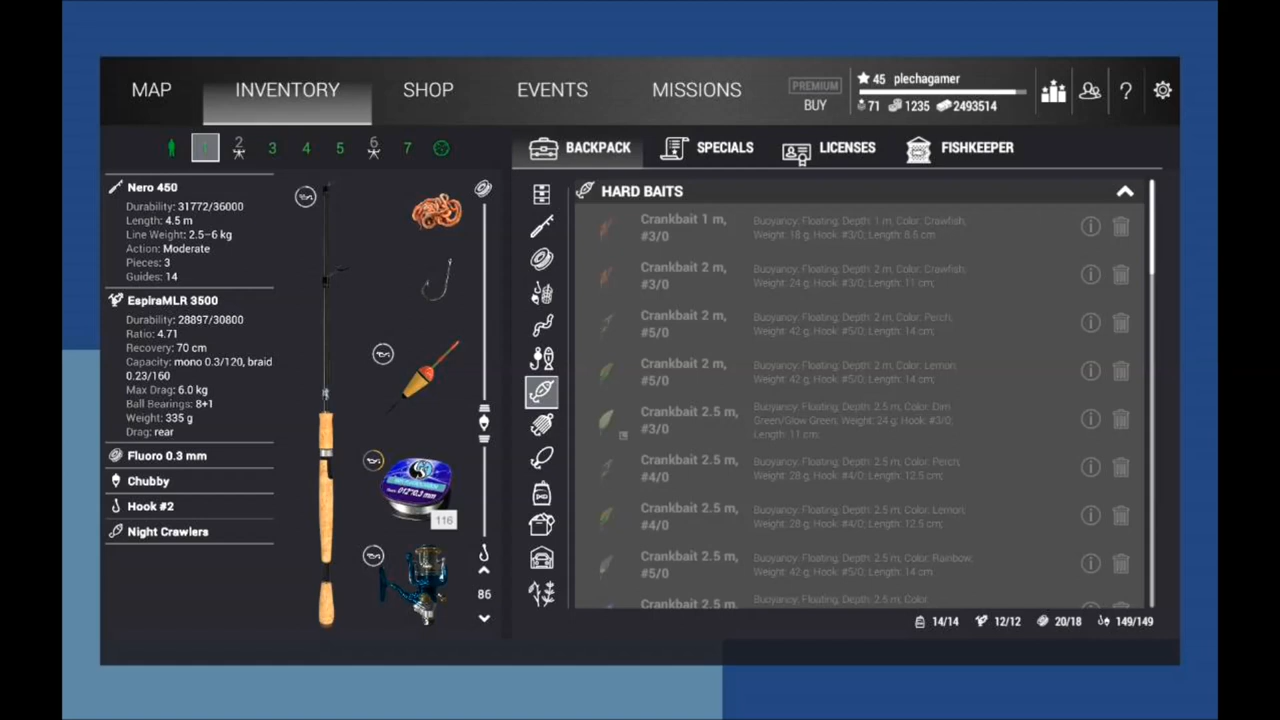 MAP
INVENTORY
SHOP
EVENTS
MISSIONS
PREMIUM
BUY
45 plechagamer
71 1235 2493514
1 2 3 4 5 6 7
BACKPACK
SPECIALS
LICENSES
FISHKEEPER
Nero 450
Durability: 31772/36000
Length: 4.5 m
Line Weight: 2.5-6 kg
Action: Moderate
Pieces: 3
Guides: 14
EspiraMLR 3500
Durability: 28897/30800
Ratio: 4.71
Recovery: 70 cm
Capacity: mono 0.3/120, braid
0.23/160
Max Drag: 6.0 kg
Ball Bearings: 8+1
Weight: 335 g
Drag: rear
Fluoro 0.3 mm
Chubby
Hook #2
Night Crawlers
116
86
HARD BAITS
Crankbait 1 m,
#3/0
Buoyancy: Floating, Depth: 1 m, Color: Crawfish,
Weight: 18 g, Hook: #3/0, Length: 8.5 cm;
Crankbait 2 m,
#3/0
Buoyancy: Floating, Depth: 2 m, Color: Crawfish,
Weight: 24 g, Hook: #3/0, Length: 11 cm;
Crankbait 2 m,
#5/0
Buoyancy: Floating, Depth: 2 m, Color: Perch,
Weight: 42 g, Hook: #5/0, Length: 14 cm;
Crankbait 2 m,
#5/0
Buoyancy: Floating, Depth: 2 m, Color: Lemon,
Weight: 42 g, Hook: #5/0, Length: 14 cm;
Crankbait 2.5 m,
#3/0
Buoyancy: Floating, Depth: 2.5 m, Color: Dim
Green/Glow Green; Weight: 24 g, Hook: #3/0,
Length: 11 cm;
Crankbait 2.5 m,
#4/0
Buoyancy: Floating, Depth: 2.5 m, Color: Perch,
Weight: 28 g, Hook: #4/0, Length: 12.5 cm;
Crankbait 2.5 m,
#4/0
Buoyancy: Floating, Depth: 2.5 m, Color: Lemon,
Weight: 28 g, Hook: #4/0, Length: 12.5 cm;
Crankbait 2.5 m,
#5/0
Buoyancy: Floating, Depth: 2.5 m, Color: Rainbow,
Weight: 42 g, Hook: #5/0, Length: 14 cm
Crankbait 2.5 m,
Buoyancy: Floating, Depth: 2.5 m, Color:
14/14 12/12 20/18 149/149